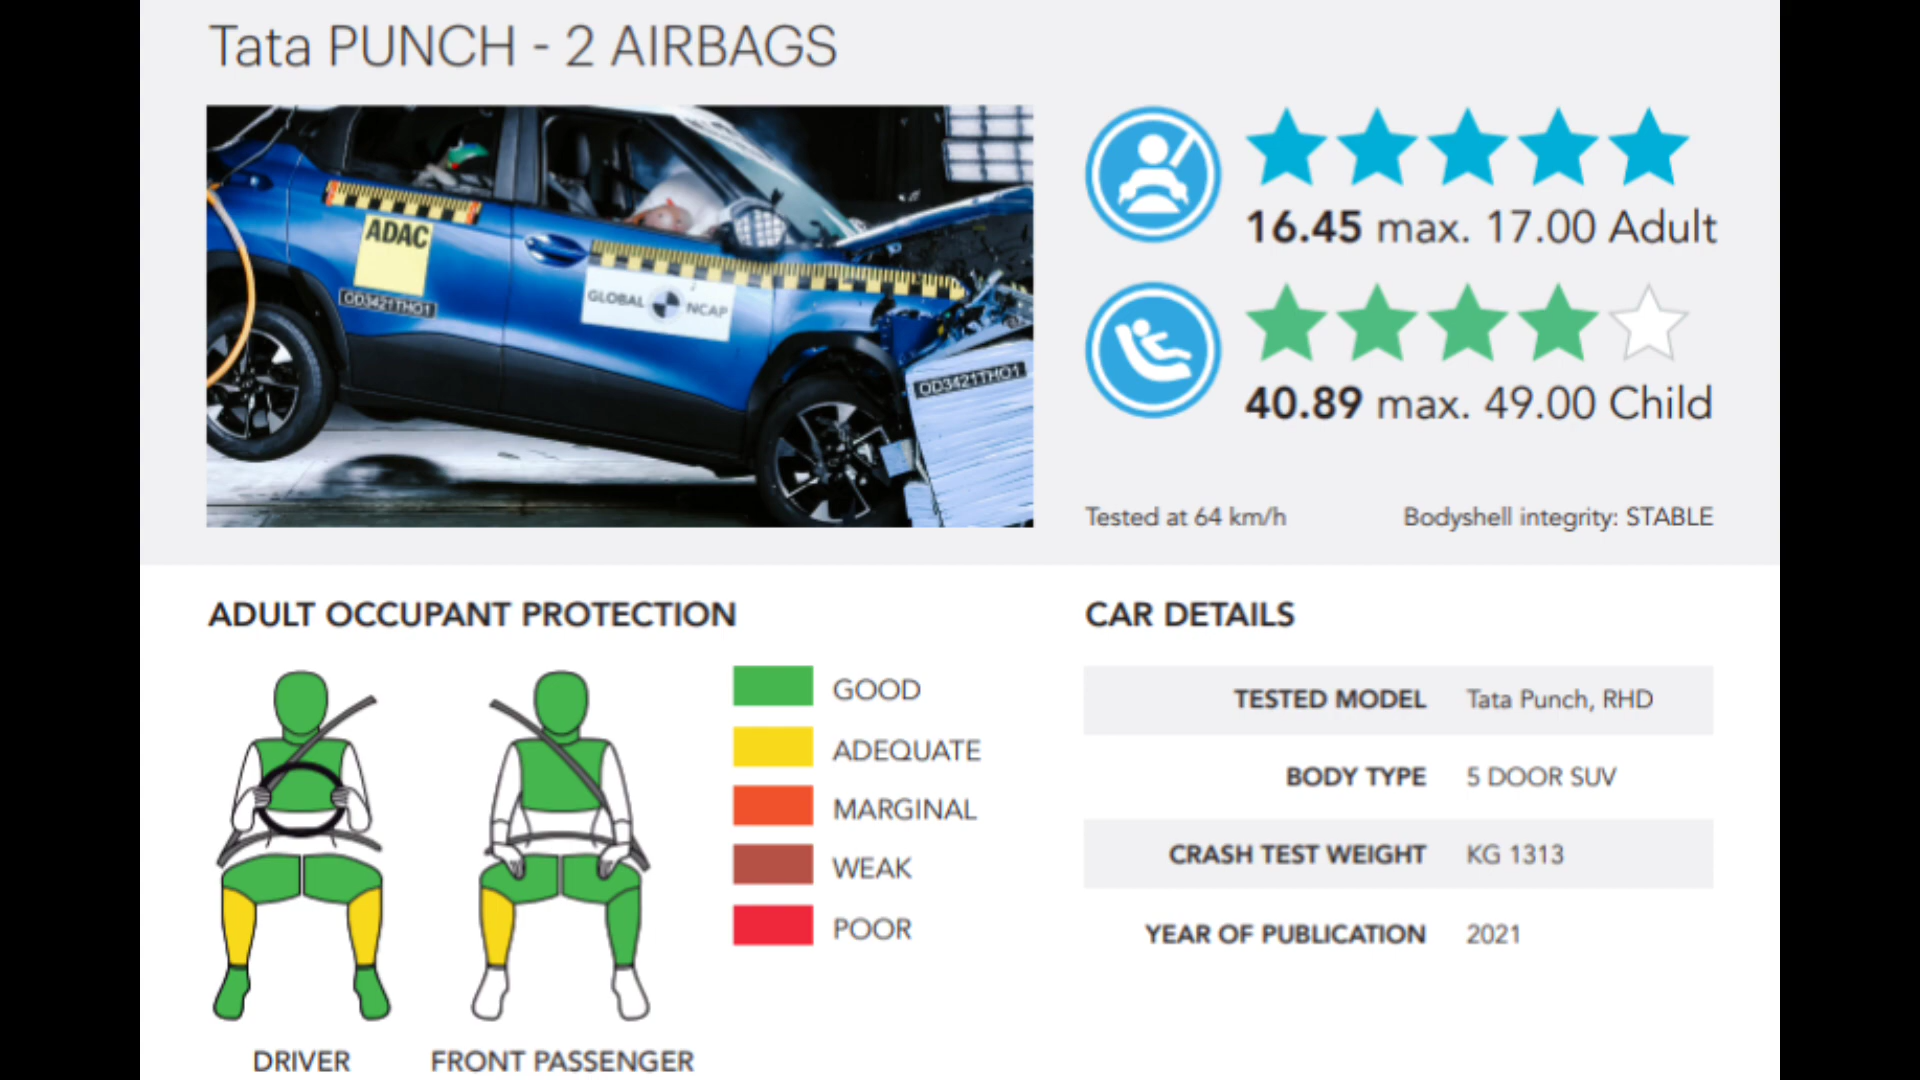 Tata PUNCH - 2 AIRBAGS
ADAC
OD3421TH01
GLOBAL NCAP
OD3421TH01
16.45 max. 17.00 Adult
40.89 max. 49.00 Child
Tested at 64 km/h
Bodyshell integrity: STABLE
ADULT OCCUPANT PROTECTION
GOOD
ADEQUATE
MARGINAL
WEAK
POOR
DRIVER
FRONT PASSENGER
CAR DETAILS
TESTED MODEL Tata Punch, RHD
BODY TYPE 5 DOOR SUV
CRASH TEST WEIGHT KG 1313
YEAR OF PUBLICATION 2021